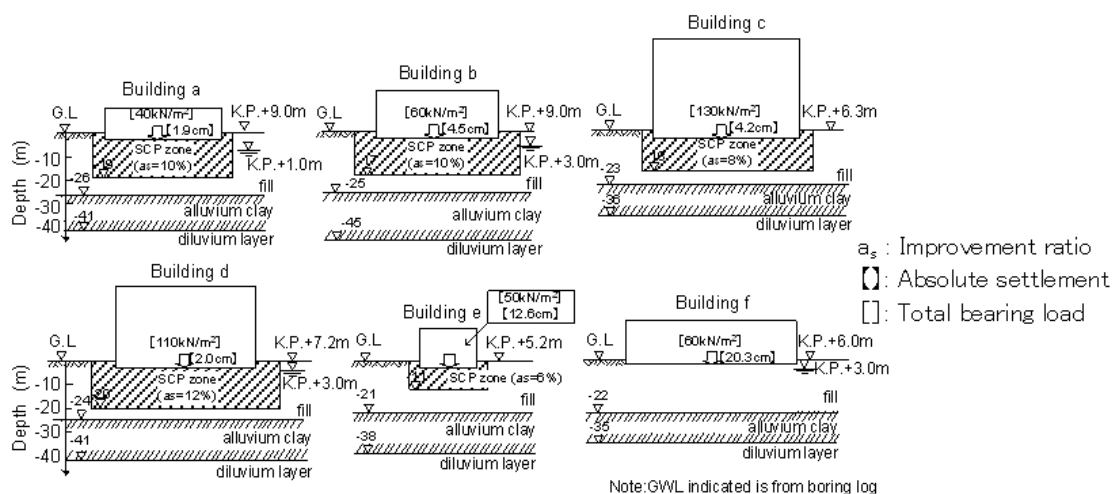 Building a
[40kN/m²]
【1.9cm】
G.L
K.P.+9.0m
SCP zone
(as=10%)
K.P.+1.0m
-10
-20
-30
-40
Depth (m)
-26
-41
fill
alluvium clay
diluvium layer
Building b
[60kN/m²]
【4.5cm】
G.L
K.P.+9.0m
SCP zone
(as=10%)
K.P.+3.0m
-17
-25
-45
fill
alluvium clay
diluvium layer
Building c
[130kN/m²]
【4.2cm】
G.L
K.P.+6.3m
SCP zone
(as=8%)
-23
-36
fill
alluvium clay
diluvium layer
Building d
[110kN/m²]
【2.0cm】
G.L
K.P.+7.2m
SCP zone
(as=12%)
K.P.+3.0m
-10
-20
-30
-40
Depth (m)
-24
-41
fill
alluvium clay
diluvium layer
Building e
[50kN/m²]
【12.6cm】
G.L
K.P.+5.2m
SCP zone (as=6%)
-21
-38
fill
alluvium clay
diluvium layer
Building f
[60kN/m²]
【20.3cm】
G.L
K.P.+6.0m
K.P.+3.0m
-22
-35
fill
alluvium clay
diluvium layer
aₛ : Improvement ratio
【】: Absolute settlement
[ ] : Total bearing load
Note:GWL indicated is from boring log